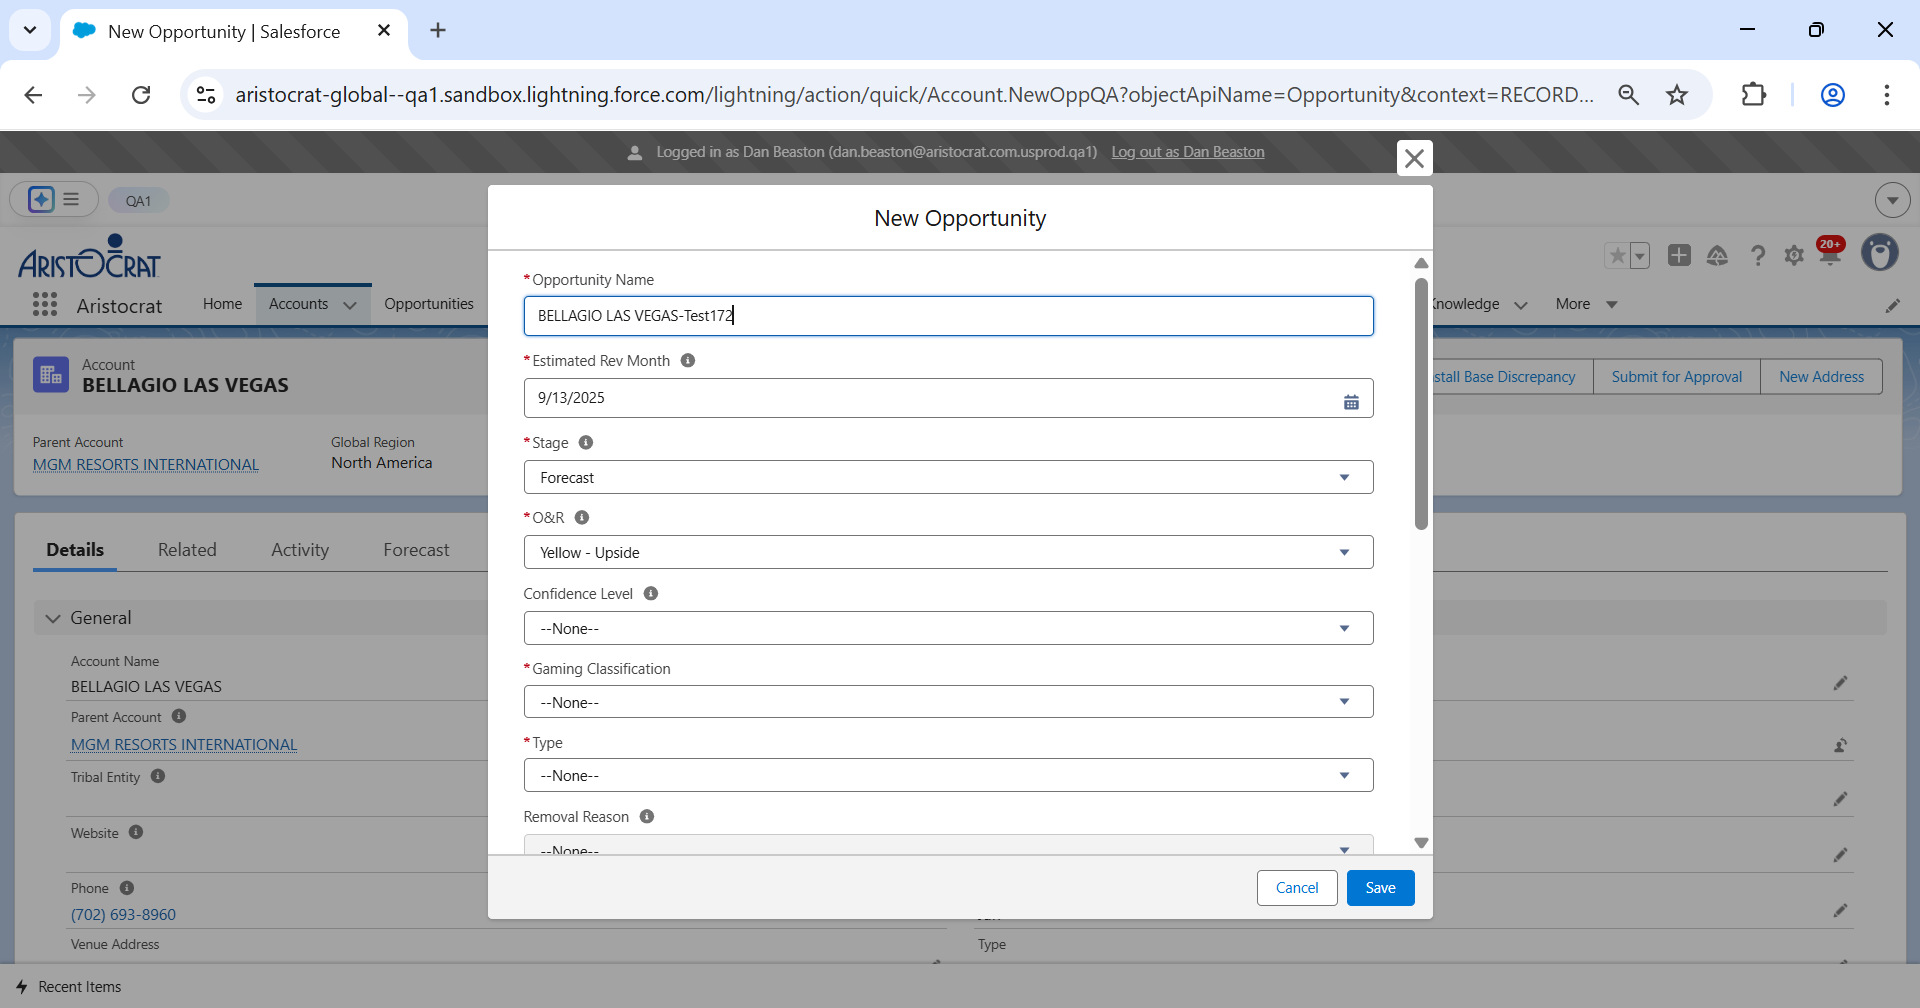 New Opportunity | Salesforce
aristocrat-global--qa1.sandbox.lightning.force.com/lightning/action/quick/Account.NewOppQA?objectApiName=Opportunity&context=RECORD...
Logged in as Dan Beaston (dan.beaston@aristocrat.com.usprod.qa1) Log out as Dan Beaston
QA1
New Opportunity
ARISTOCRAT
20+
Aristocrat
Home
Accounts
Opportunities
Knowledge
More
Account
BELLAGIO LAS VEGAS
stall Base Discrepancy
Submit for Approval
New Address
Parent Account
MGM RESORTS INTERNATIONAL
Global Region
North America
Details
Related
Activity
Forecast
General
Account Name
BELLAGIO LAS VEGAS
Parent Account
MGM RESORTS INTERNATIONAL
Tribal Entity
Website
Phone
(702) 693-8960
Venue Address
Type
*Opportunity Name
BELLAGIO LAS VEGAS-Test172
*Estimated Rev Month
9/13/2025
*Stage
Forecast
*O&R
Yellow - Upside
Confidence Level
--None--
*Gaming Classification
--None--
*Type
--None--
Removal Reason
--None--
Cancel
Save
Recent Items